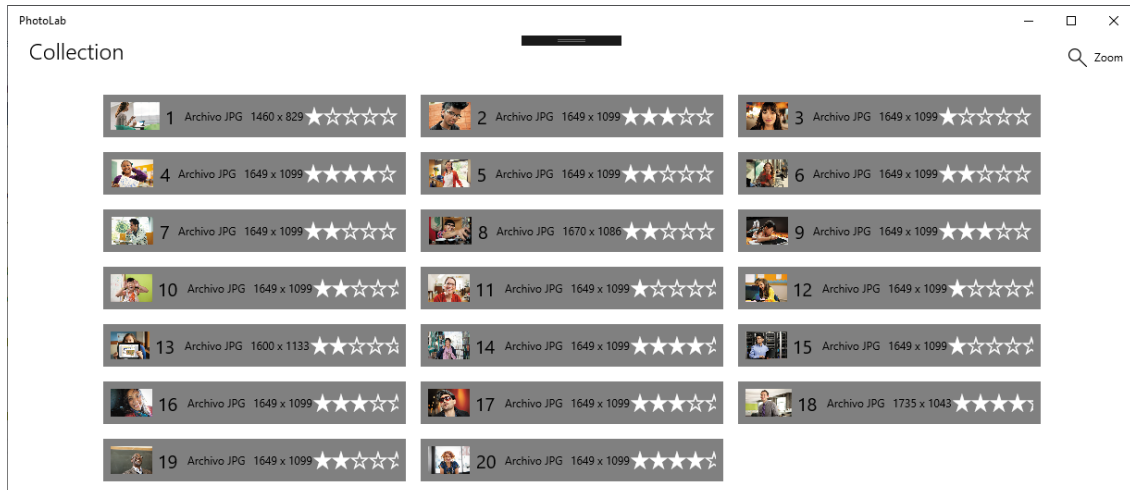 PhotoLab
Collection
Zoom
1 Archivo JPG 1460 x 829
2 Archivo JPG 1649 x 1099
3 Archivo JPG 1649 x 1099
4 Archivo JPG 1649 x 1099
5 Archivo JPG 1649 x 1099
6 Archivo JPG 1649 x 1099
7 Archivo JPG 1649 x 1099
8 Archivo JPG 1670 x 1086
9 Archivo JPG 1649 x 1099
10 Archivo JPG 1649 x 1099
11 Archivo JPG 1649 x 1099
12 Archivo JPG 1649 x 1099
13 Archivo JPG 1600 x 1133
14 Archivo JPG 1649 x 1099
15 Archivo JPG 1649 x 1099
16 Archivo JPG 1649 x 1099
17 Archivo JPG 1649 x 1099
18 Archivo JPG 1735 x 1043
19 Archivo JPG 1649 x 1099
20 Archivo JPG 1649 x 1099